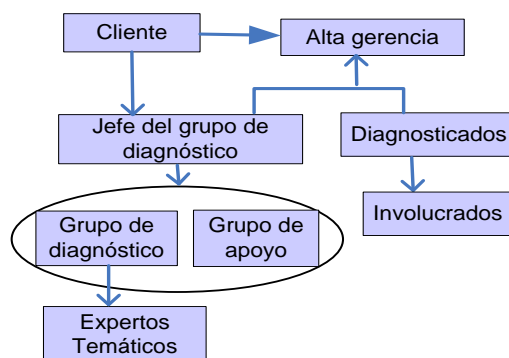 Cliente
Alta gerencia
Jefe del grupo de
diagnóstico
Diagnosticados
Grupo de
diagnóstico
Grupo de
apoyo
Involucrados
Expertos
Temáticos